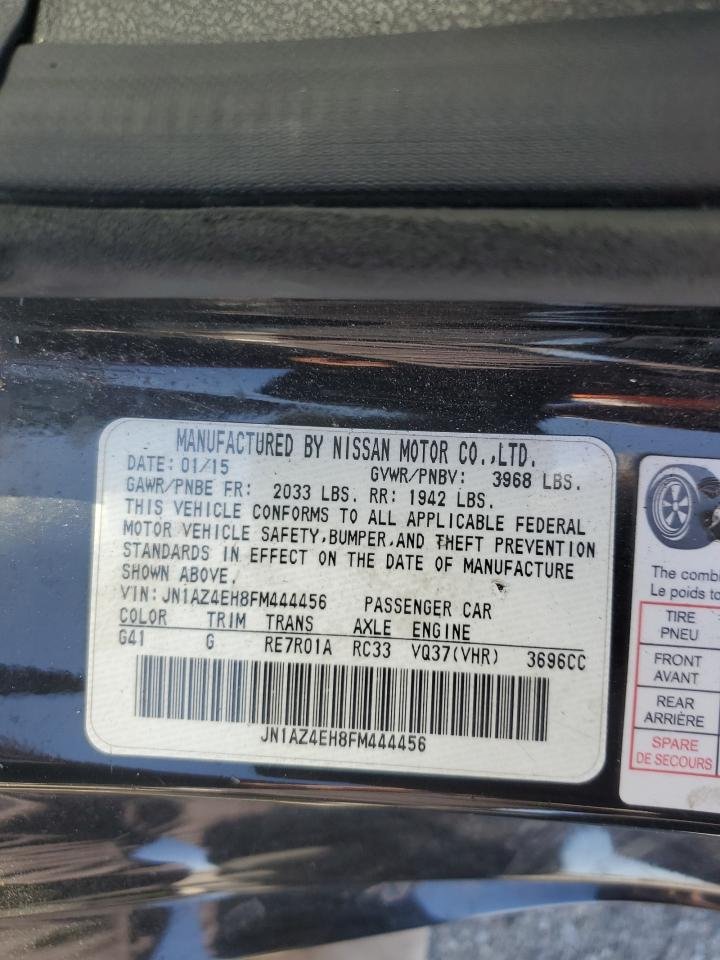 MANUFACTURED BY NISSAN MOTOR CO.,LTD.
DATE: 01/15 GVWR/PNBV: 3968 LBS.
GAWR/PNBE FR: 2033 LBS. RR: 1942 LBS.
THIS VEHICLE CONFORMS TO ALL APPLICABLE FEDERAL
MOTOR VEHICLE SAFETY,BUMPER,AND THEFT PREVENTION
STANDARDS IN EFFECT ON THE DATE OF MANUFACTURE
SHOWN ABOVE.
VIN: JN1AZ4EH8FM444456 PASSENGER CAR
COLOR TRIM TRANS AXLE ENGINE
G41 G RE7R01A RC33 VQ37(VHR) 3696CC
JN1AZ4EH8FM444456
The
Le poids
TIRE
PNEU
FRONT
AVANT
REAR
ARRIÈRE
SPARE
DE SECOURS